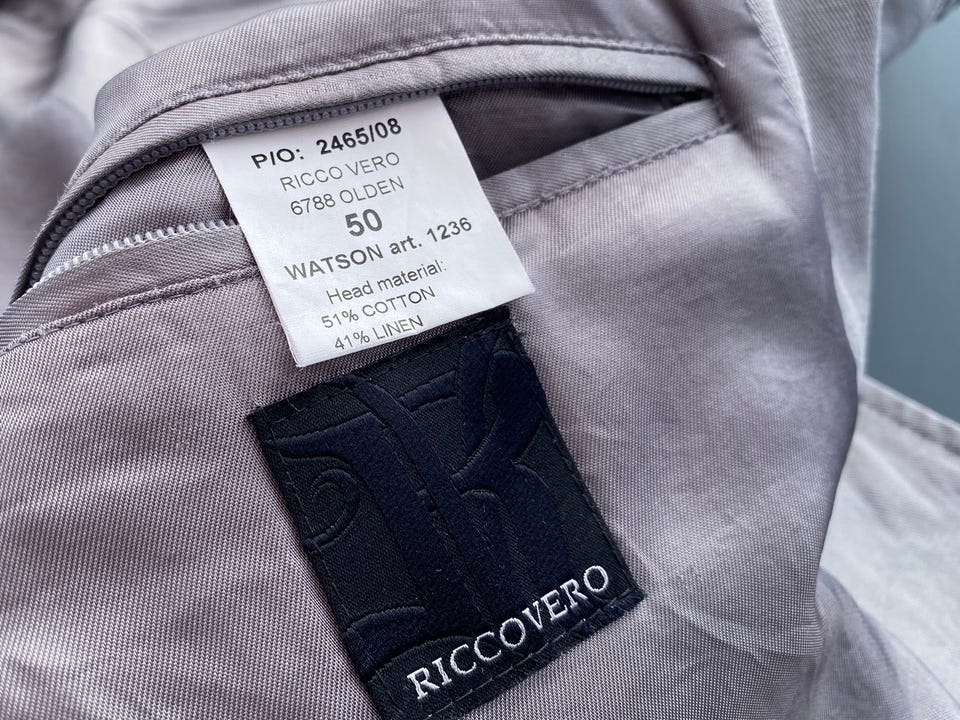 P/O: 2465/08
RICCO VERO
6788 OLDEN
50
WATSON art. 1236
Head material:
51% COTTON
41% LINEN
RICCOVERO